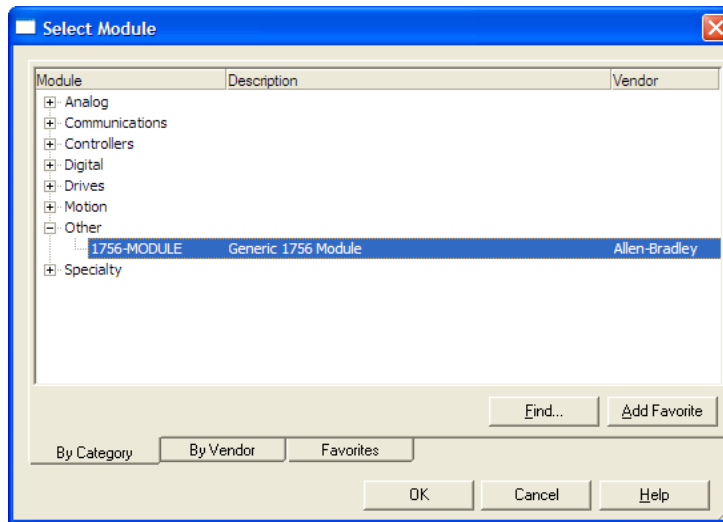 Select Module
Module Description Vendor
Analog
Communications
Controllers
Digital
Drives
Motion
Other
1756-MODULE Generic 1756 Module Allen-Bradley
Specialty
Find... Add Favorite
By Category By Vendor Favorites
OK Cancel Help